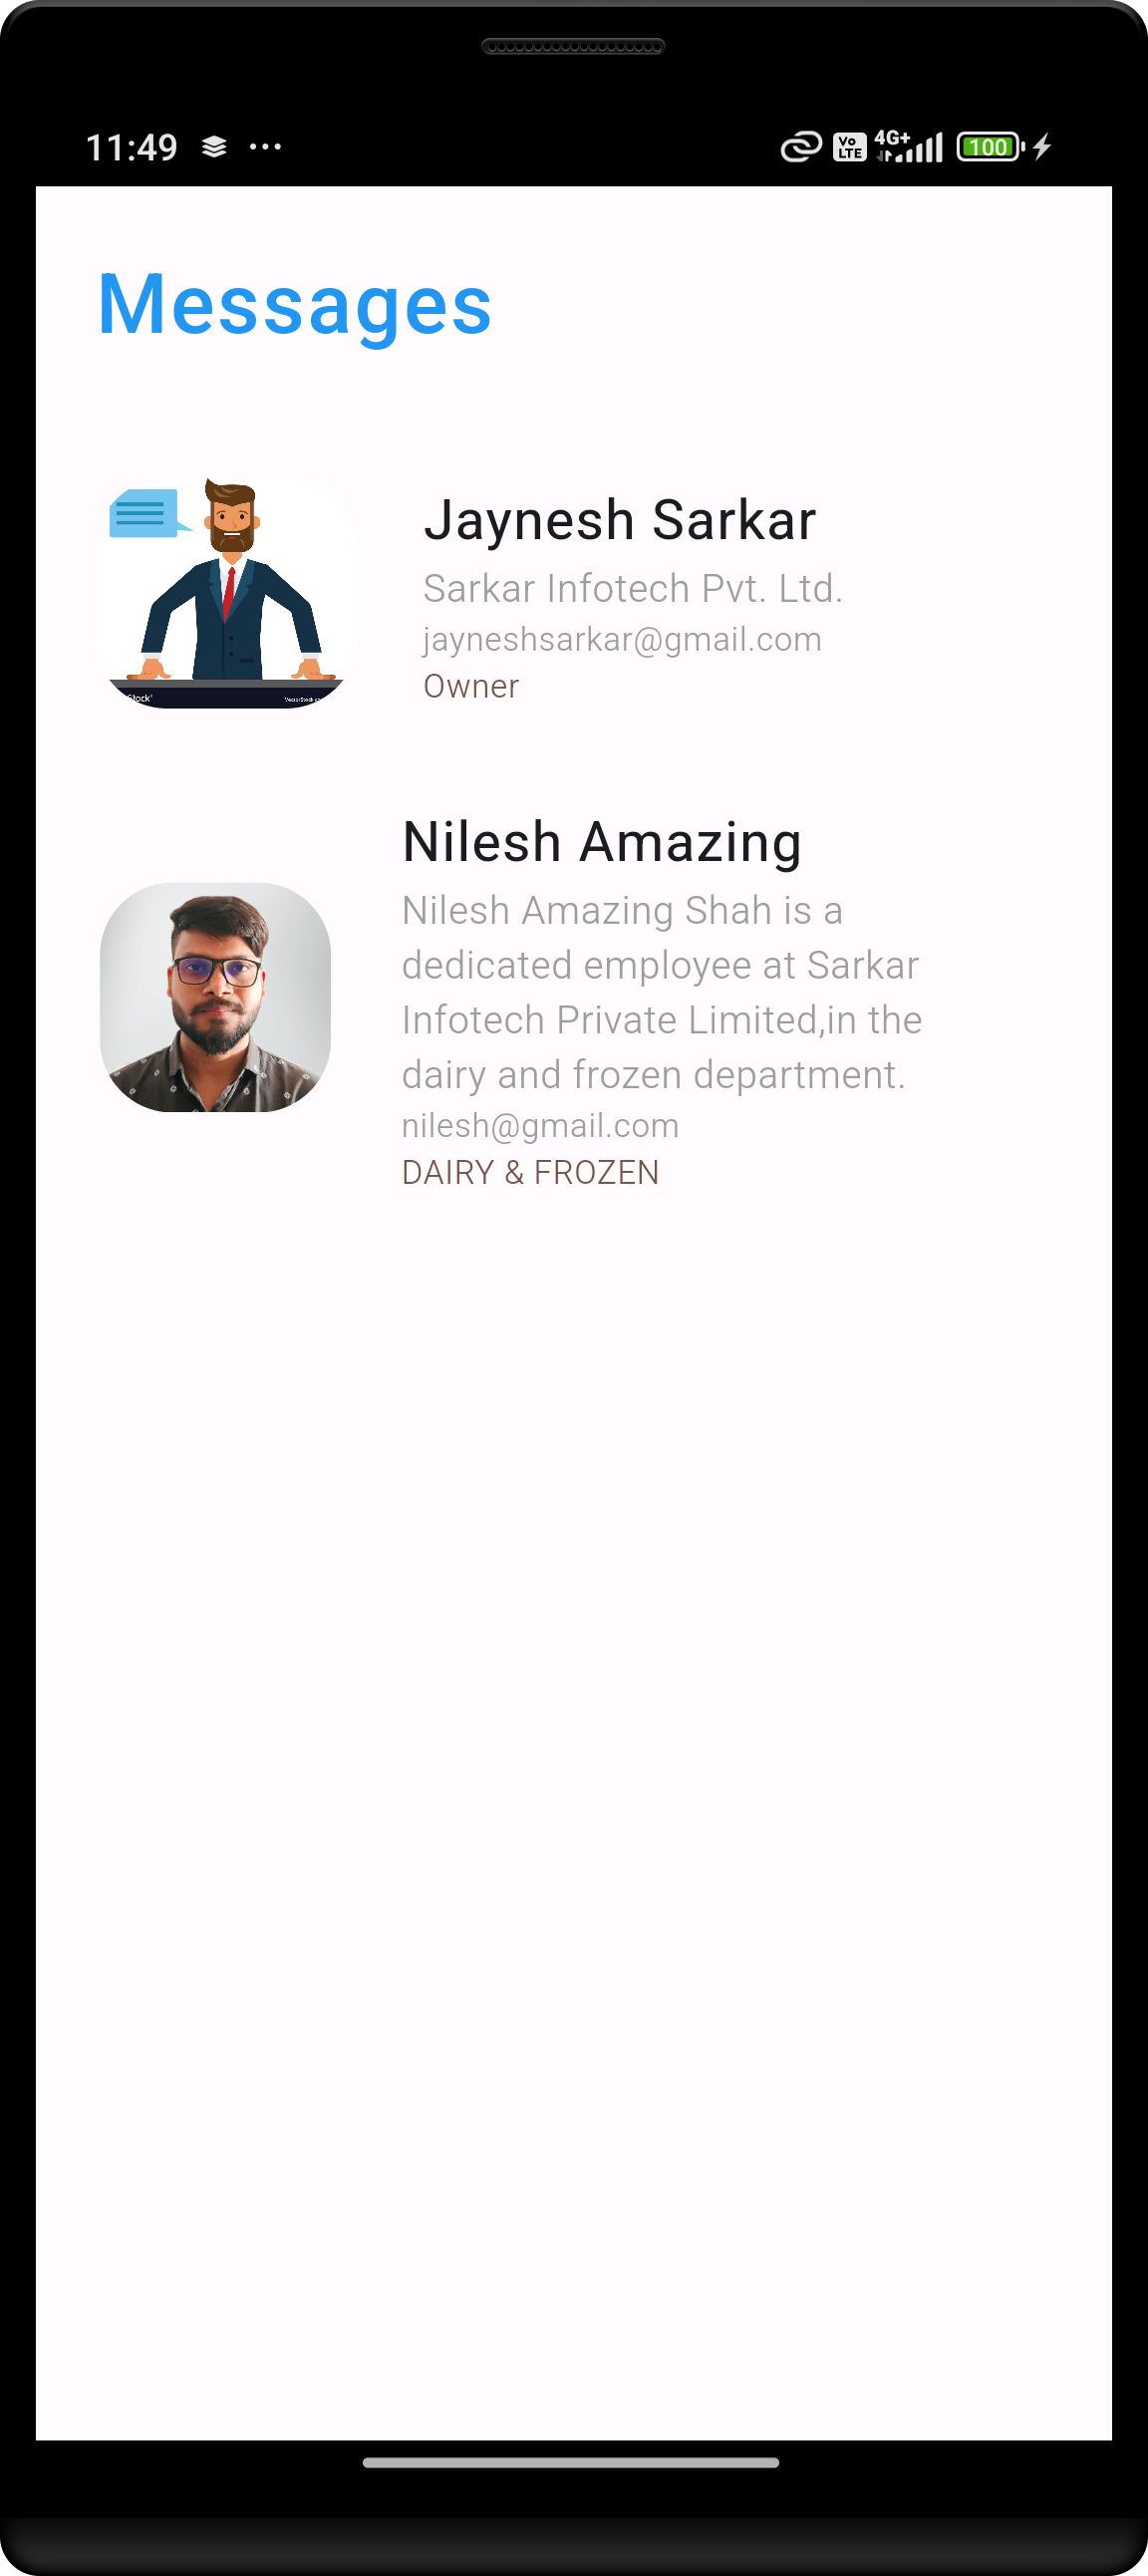 11:49
Vo LTE 4G+ 100
Messages
Stock
Jaynesh Sarkar
Sarkar Infotech Pvt. Ltd.
jayneshsarkar@gmail.com
Owner
Nilesh Amazing
Nilesh Amazing Shah is a
dedicated employee at Sarkar
Infotech Private Limited,in the
dairy and frozen department.
nilesh@gmail.com
DAIRY & FROZEN